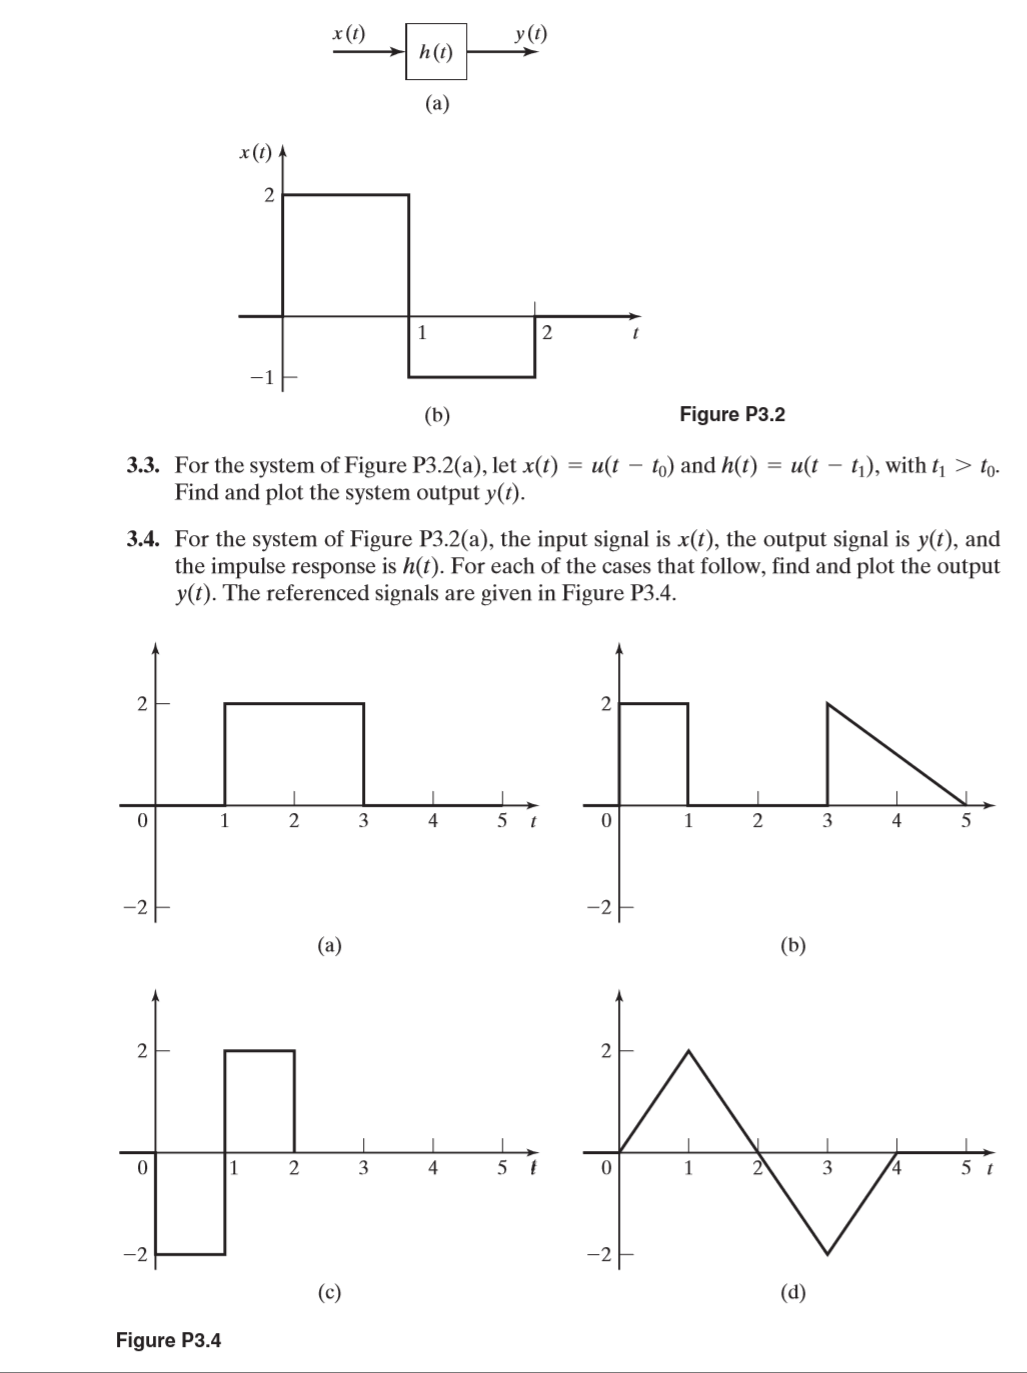 x(t)
h(t)
y(t)
(a)
x(t)
2
1
2
t
−1
(b)
Figure P3.2
3.3. For the system of Figure P3.2(a), let x(t) = u(t − t₀) and h(t) = u(t − t₁), with t₁ > t₀.
Find and plot the system output y(t).
3.4. For the system of Figure P3.2(a), the input signal is x(t), the output signal is y(t), and
the impulse response is h(t). For each of the cases that follow, find and plot the output
y(t). The referenced signals are given in Figure P3.4.
2
0 1 2 3 4 5 t
−2
(a)
2
0 1 2 3 4 5
−2
(b)
2
0 1 2 3 4 5 t
−2
(c)
2
0 1 2 3 4 5 t
−2
(d)
Figure P3.4